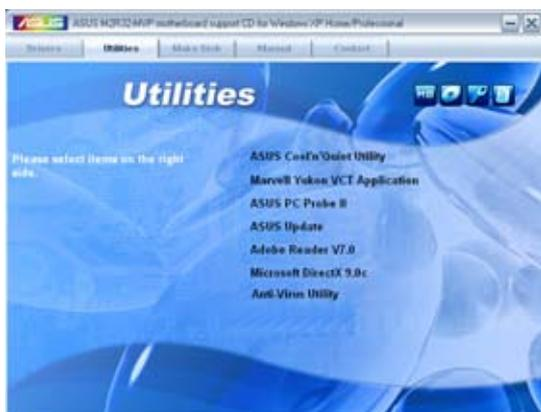 ASUS
ASUS M2R32-MVP motherboard support CD for Windows XP Home/Professional
Drivers
Utilities
Make Disk
Manual
Contact
Utilities
Please select items on the right
side.
ASUS Cool'n'Quiet Utility
Marvell Yukon VCT Application
ASUS PC Probe II
ASUS Update
Adobe Reader V7.0
Microsoft DirectX 9.0c
Anti-Virus Utility